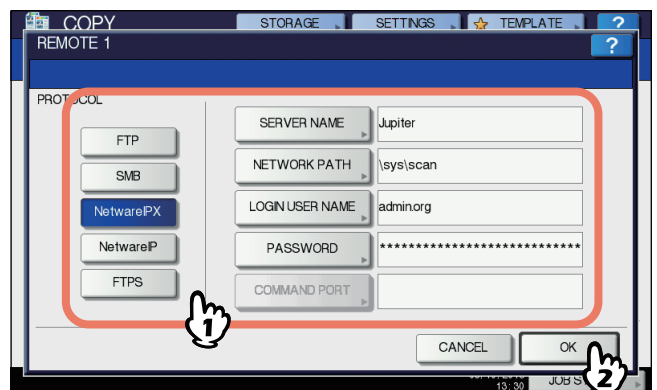 COPY STORAGE SETTINGS TEMPLATE ?
REMOTE 1 ?
PROTOCOL
FTP
SMB
NetwareIPX
NetwareIP
FTPS
SERVER NAME Jupiter
NETWORK PATH \sys\scan
LOGIN USER NAME admin.org
PASSWORD ****************************
COMMAND PORT
1
CANCEL OK
2
13:30 JOB S